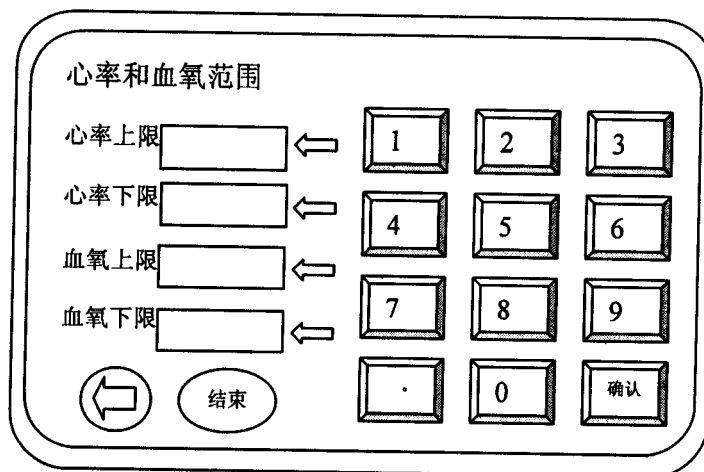 心率和血氧范围
心率上限
心率下限
血氧上限
血氧下限
1 2 3
4 5 6
7 8 9
. 0 确认
结束